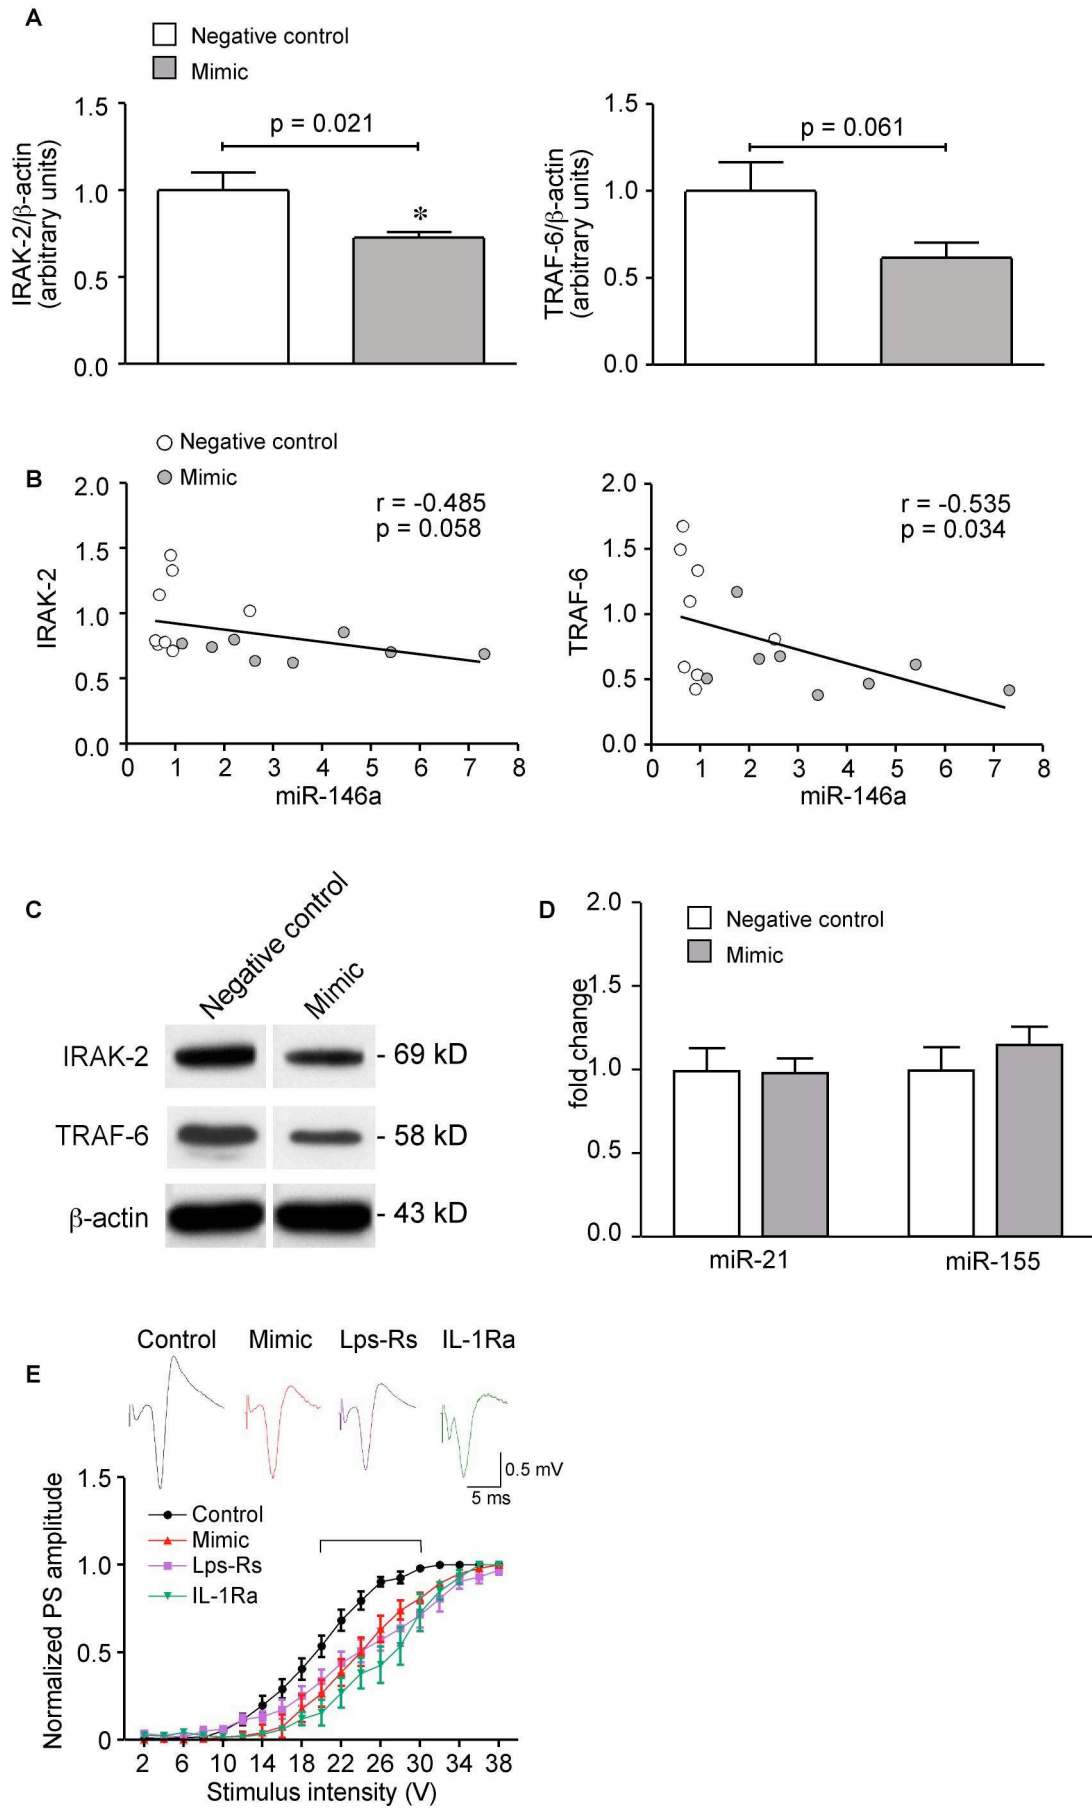 A
Negative control
Mimic
IRAK-2/β-actin
(arbitrary units)
1.5
1.0
0.5
0.0
p = 0.021
*
TRAF-6/β-actin
(arbitrary units)
1.5
1.0
0.5
0.0
p = 0.061
B
Negative control
Mimic
IRAK-2
2.0
1.5
1.0
0.5
0.0
r = -0.485
p = 0.058
0 1 2 3 4 5 6 7 8
miR-146a
TRAF-6
2.0
1.5
1.0
0.5
0.0
r = -0.535
p = 0.034
0 1 2 3 4 5 6 7 8
miR-146a
C
Negative control
Mimic
IRAK-2 - 69 kD
TRAF-6 - 58 kD
β-actin - 43 kD
D
Negative control
Mimic
fold change
2.0
1.5
1.0
0.5
0.0
miR-21 miR-155
E
Control Mimic Lps-Rs IL-1Ra
0.5 mV
5 ms
Normalized PS amplitude
1.5
1.0
0.5
0
Control
Mimic
Lps-Rs
IL-1Ra
2 6 10 14 18 22 26 30 34 38
Stimulus intensity (V)